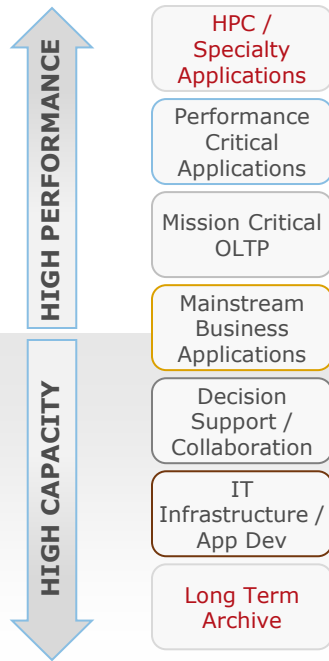 HIGH PERFORMANCE
HIGH CAPACITY
HPC /
Specialty
Applications
Performance
Critical
Applications
Mission Critical
OLTP
Mainstream
Business
Applications
Decision
Support /
Collaboration
IT
Infrastructure /
App Dev
Long Term
Archive